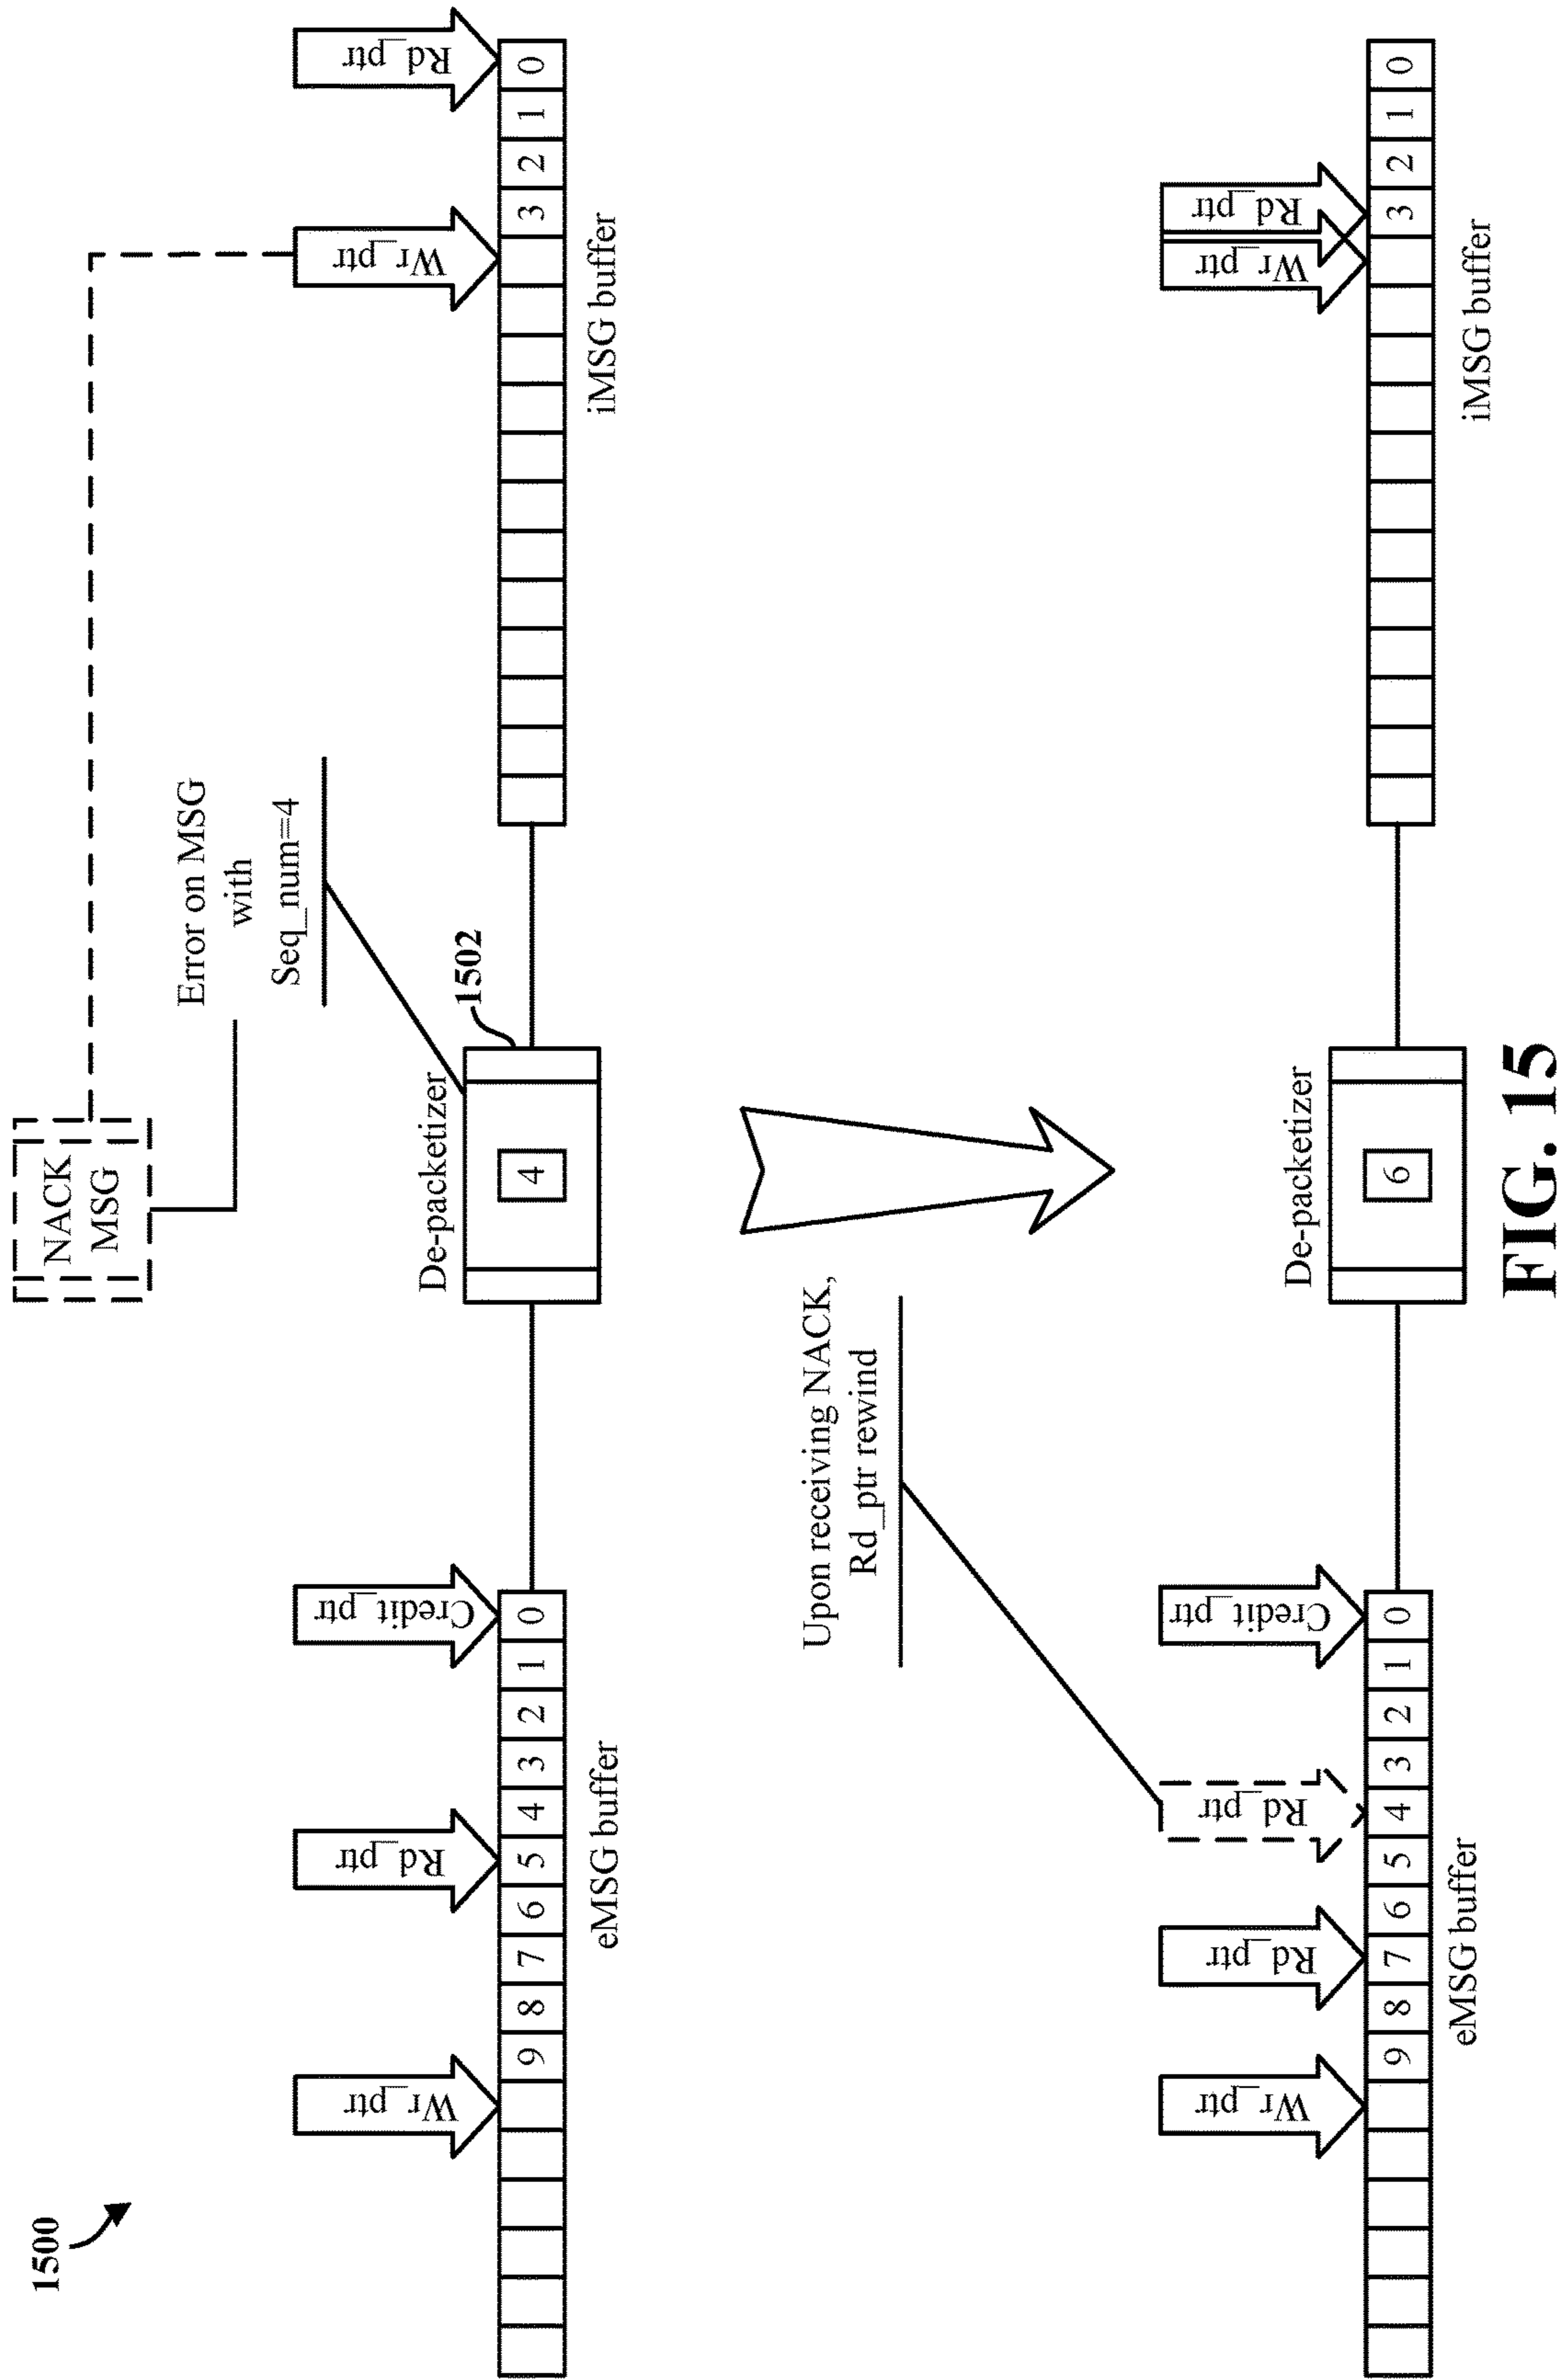 1500
NACK
MSG
Error on MSG
with
Seq_num=4
Wr_ptr
Rd_ptr
Credit_ptr
De-packetizer
1502
Wr_ptr
Rd_ptr
9 8 7 6 5 4 3 2 1 0
4
3 2 1 0
eMSG buffer
iMSG buffer
Upon receiving NACK,
Rd_ptr rewind
Wr_ptr
Rd_ptr
Rd_ptr
Credit_ptr
De-packetizer
Wr_ptr
Rd_ptr
9 8 7 6 5 4 3 2 1 0
6
3 2 1 0
eMSG buffer
iMSG buffer
FIG. 15